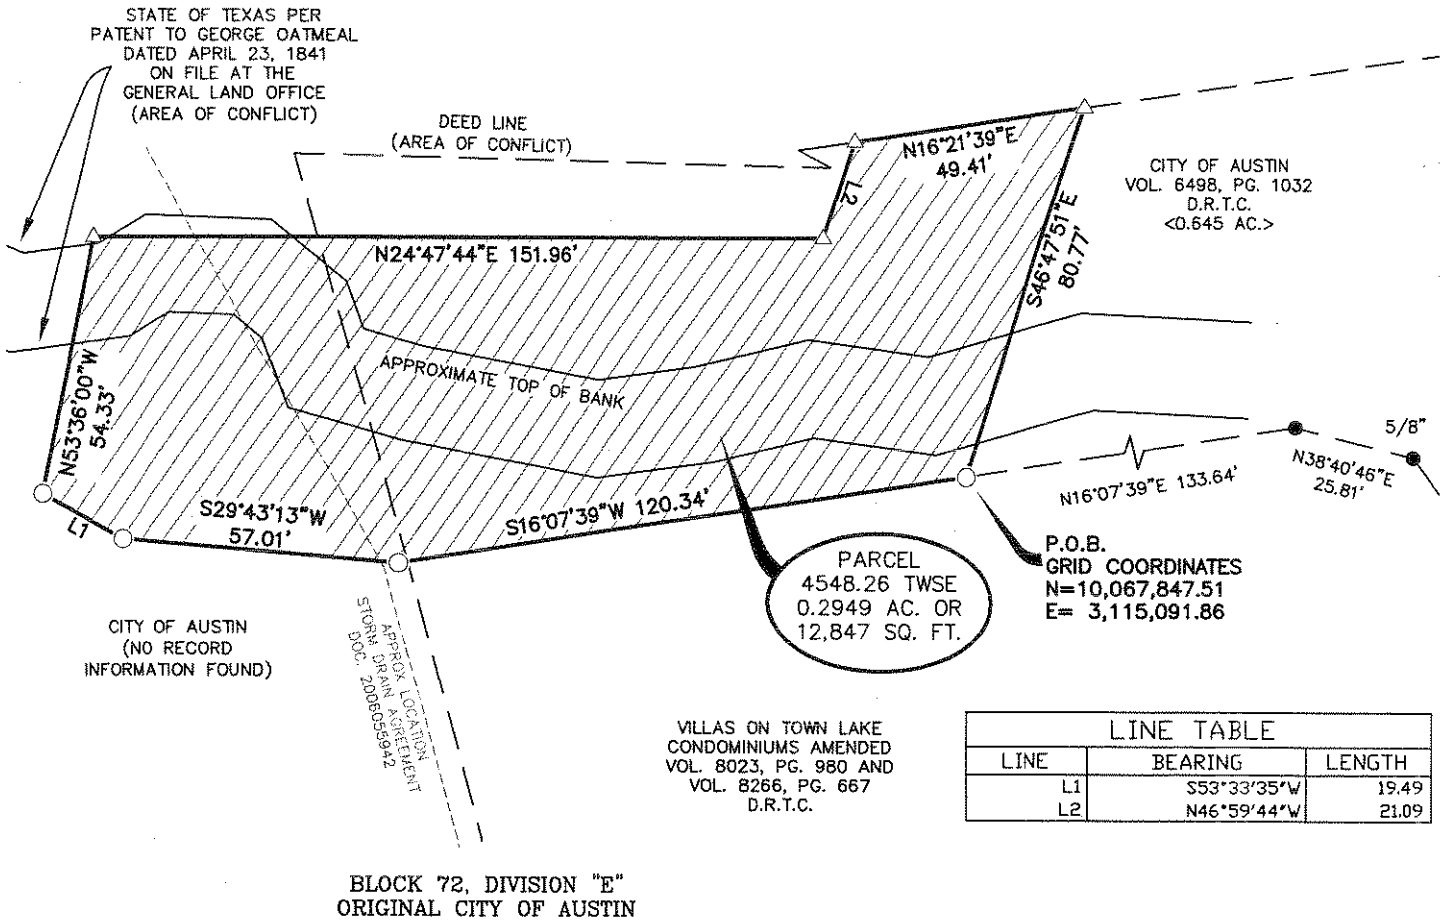 STATE OF TEXAS PER
PATENT TO GEORGE OATMEAL
DATED APRIL 23, 1841
ON FILE AT THE
GENERAL LAND OFFICE
(AREA OF CONFLICT)
DEED LINE
(AREA OF CONFLICT)
N16°21'39"E
49.41'
CITY OF AUSTIN
VOL. 6498, PG. 1032
D.R.T.C.
<0.645 AC.>
L2
S46°47'51"E
80.77'
N24°47'44"E 151.96'
APPROXIMATE TOP OF BANK
N53°36'00"W
54.33'
L1
S29°43'13"W
57.01'
S16°07'39"W 120.34'
N16°07'39"E 133.64'
5/8"
N38°40'46"E
25.81'
P.O.B.
GRID COORDINATES
N=10,067,847.51
E= 3,115,091.86
PARCEL
4548.26 TWSE
0.2949 AC. OR
12,847 SQ. FT.
CITY OF AUSTIN
(NO RECORD
INFORMATION FOUND)
APPROX LOCATION
STORM DRAIN AGREEMENT
DOC. 2006055942
VILLAS ON TOWN LAKE
CONDOMINIUMS AMENDED
VOL. 8023, PG. 980 AND
VOL. 8266, PG. 667
D.R.T.C.
LINE TABLE
LINE BEARING LENGTH
L1 S53°33'35"W 19.49
L2 N46°59'44"W 21.09
BLOCK 72, DIVISION "E"
ORIGINAL CITY OF AUSTIN